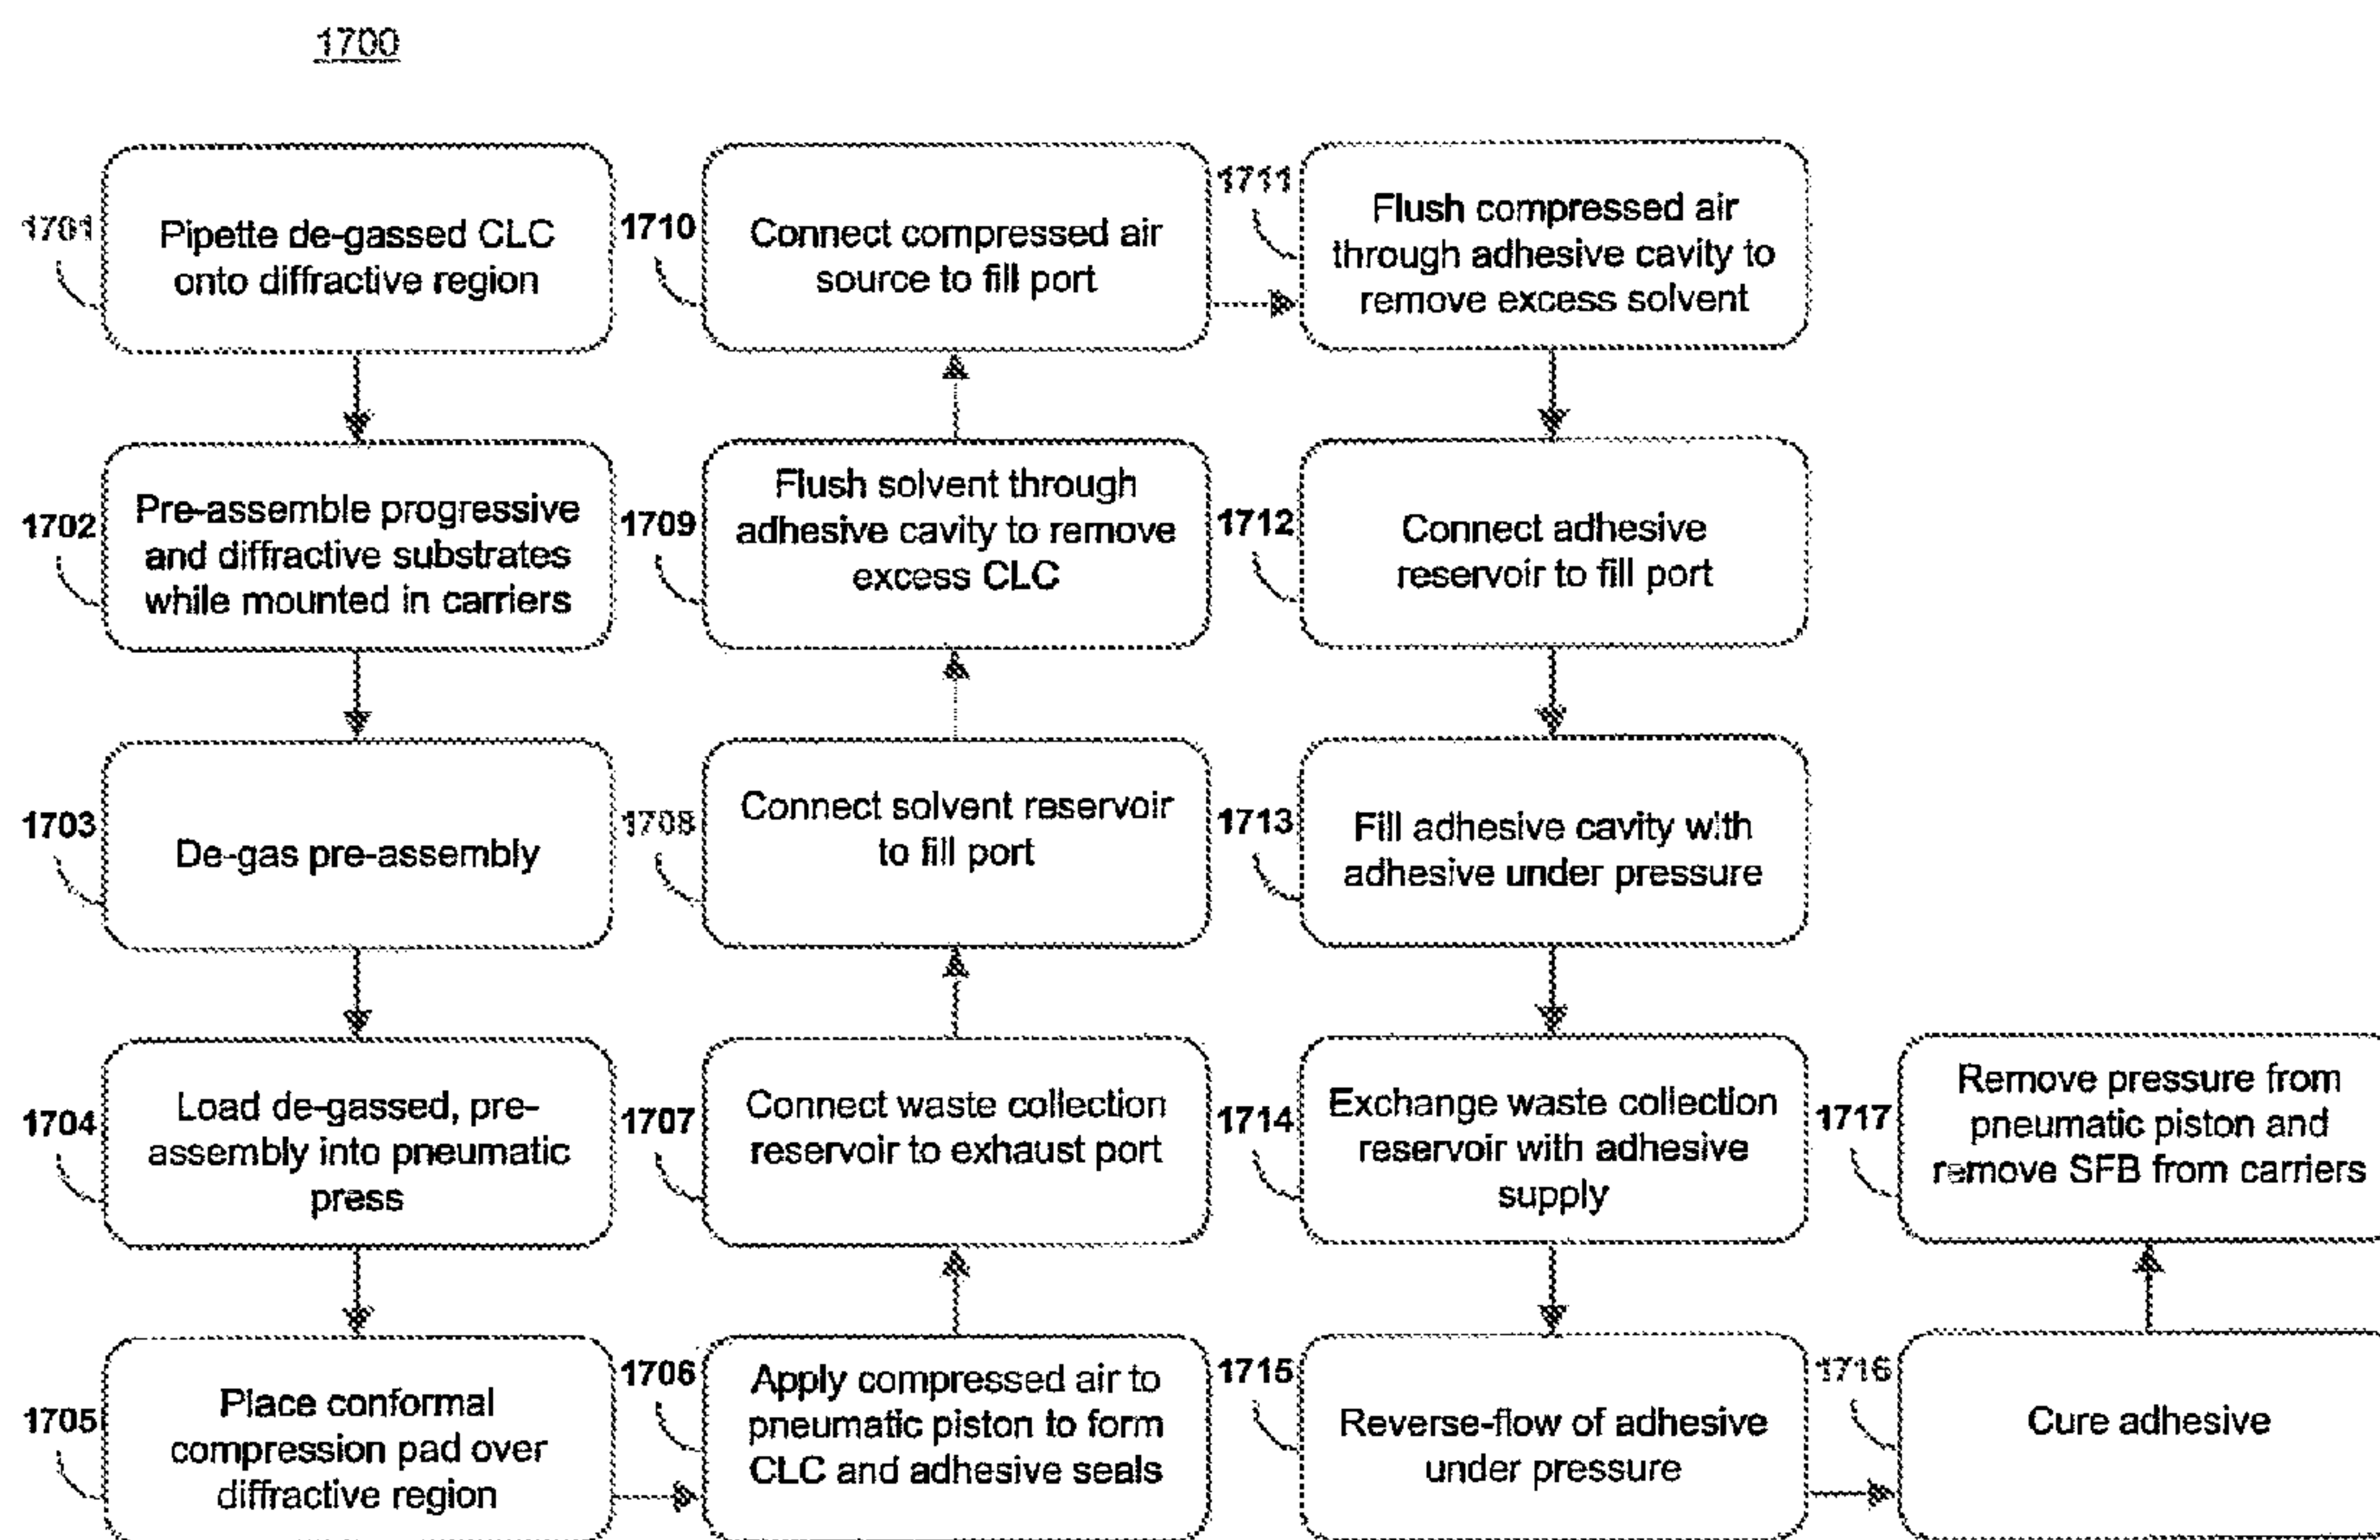 1700
1701
Pipette de-gassed CLC
onto diffractive region
1702
Pre-assemble progressive
and diffractive substrates
while mounted in carriers
1703
De-gas pre-assembly
1704
Load de-gassed, pre-
assembly into pneumatic
press
1705
Place conformal
compression pad over
diffractive region
1706
Apply compressed air to
pneumatic piston to form
CLC and adhesive seals
1707
Connect waste collection
reservoir to exhaust port
1708
Connect solvent reservoir
to fill port
1709
Flush solvent through
adhesive cavity to remove
excess CLC
1710
Connect compressed air
source to fill port
1711
Flush compressed air
through adhesive cavity to
remove excess solvent
1712
Connect adhesive
reservoir to fill port
1713
Fill adhesive cavity with
adhesive under pressure
1714
Exchange waste collection
reservoir with adhesive
supply
1715
Reverse-flow of adhesive
under pressure
1716
Cure adhesive
1717
Remove pressure from
pneumatic piston and
remove SFB from carriers